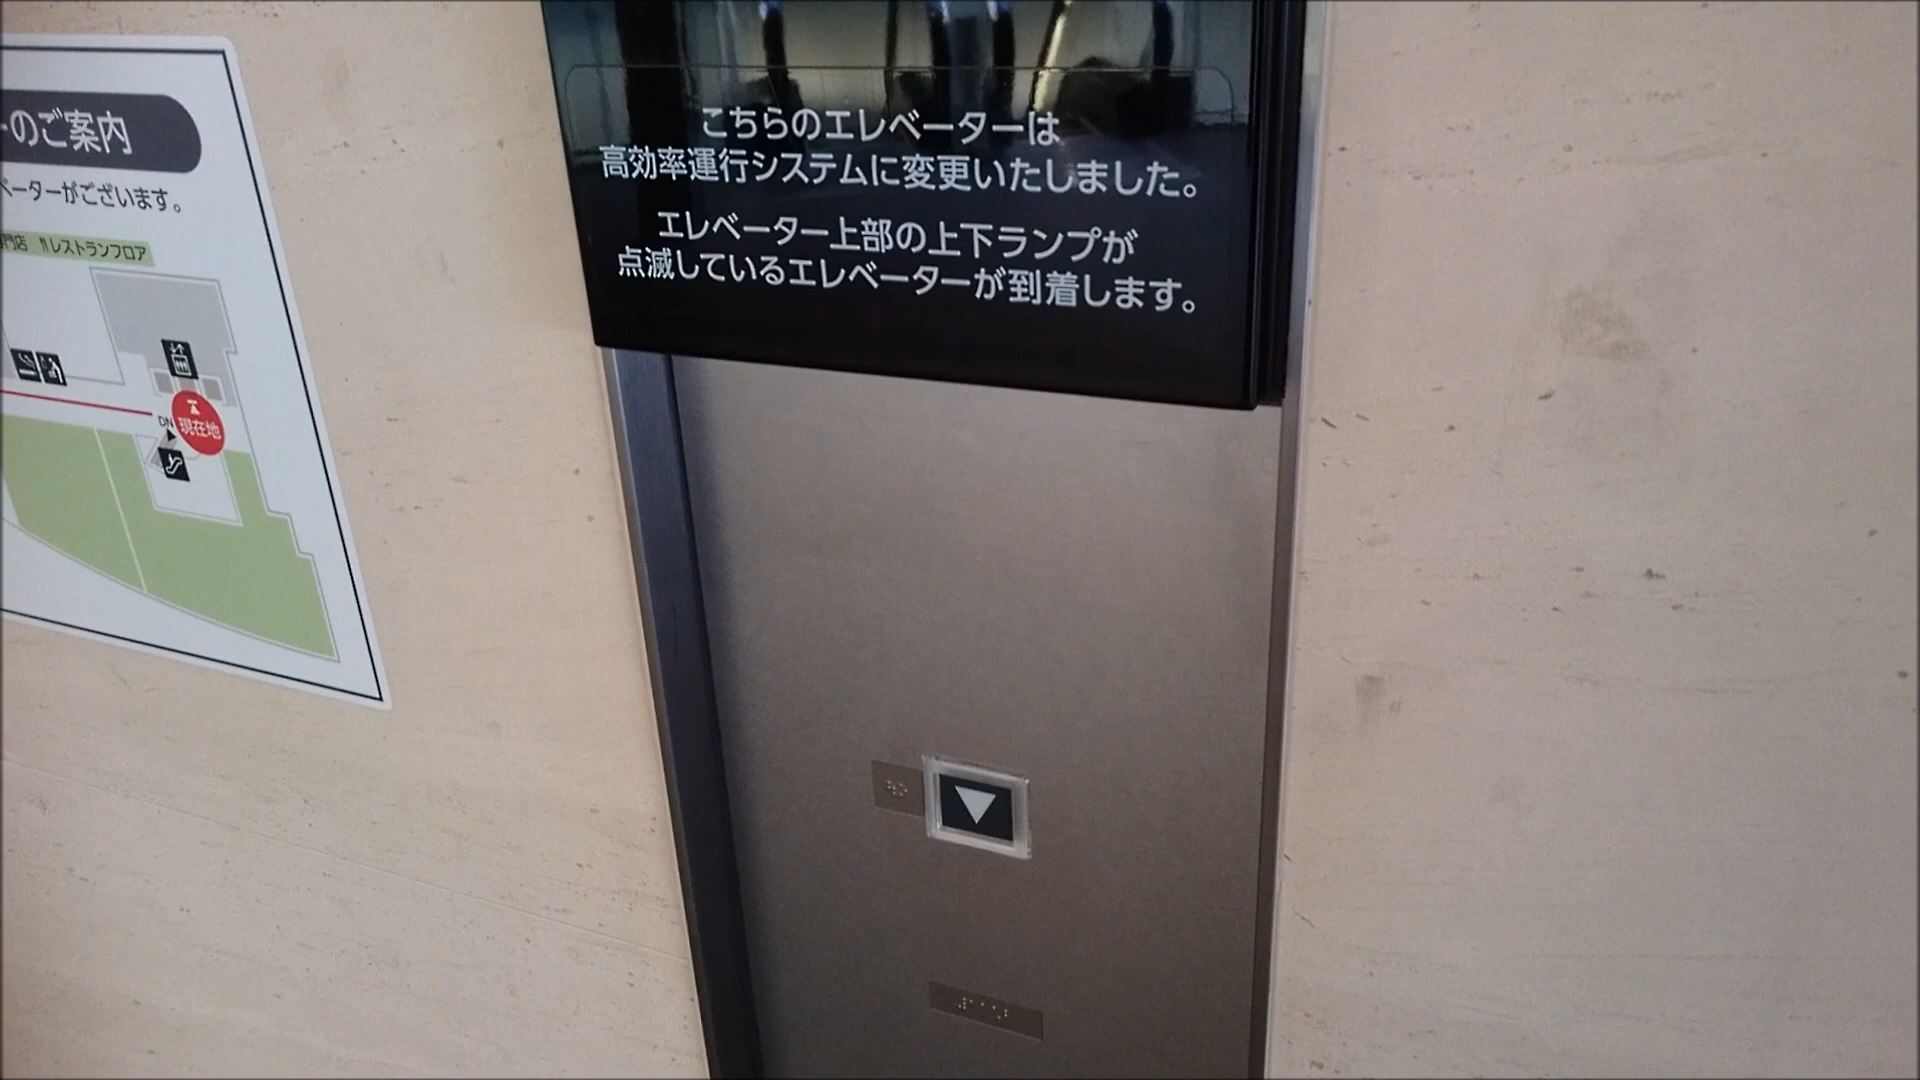 のご案内
ベーターがございます。
門店 レストランフロア
DN
現在地
こちらのエレベーターは
高効率運行システムに変更いたしました。
エレベーター上部の上下ランプが
点滅しているエレベーターが到着します。